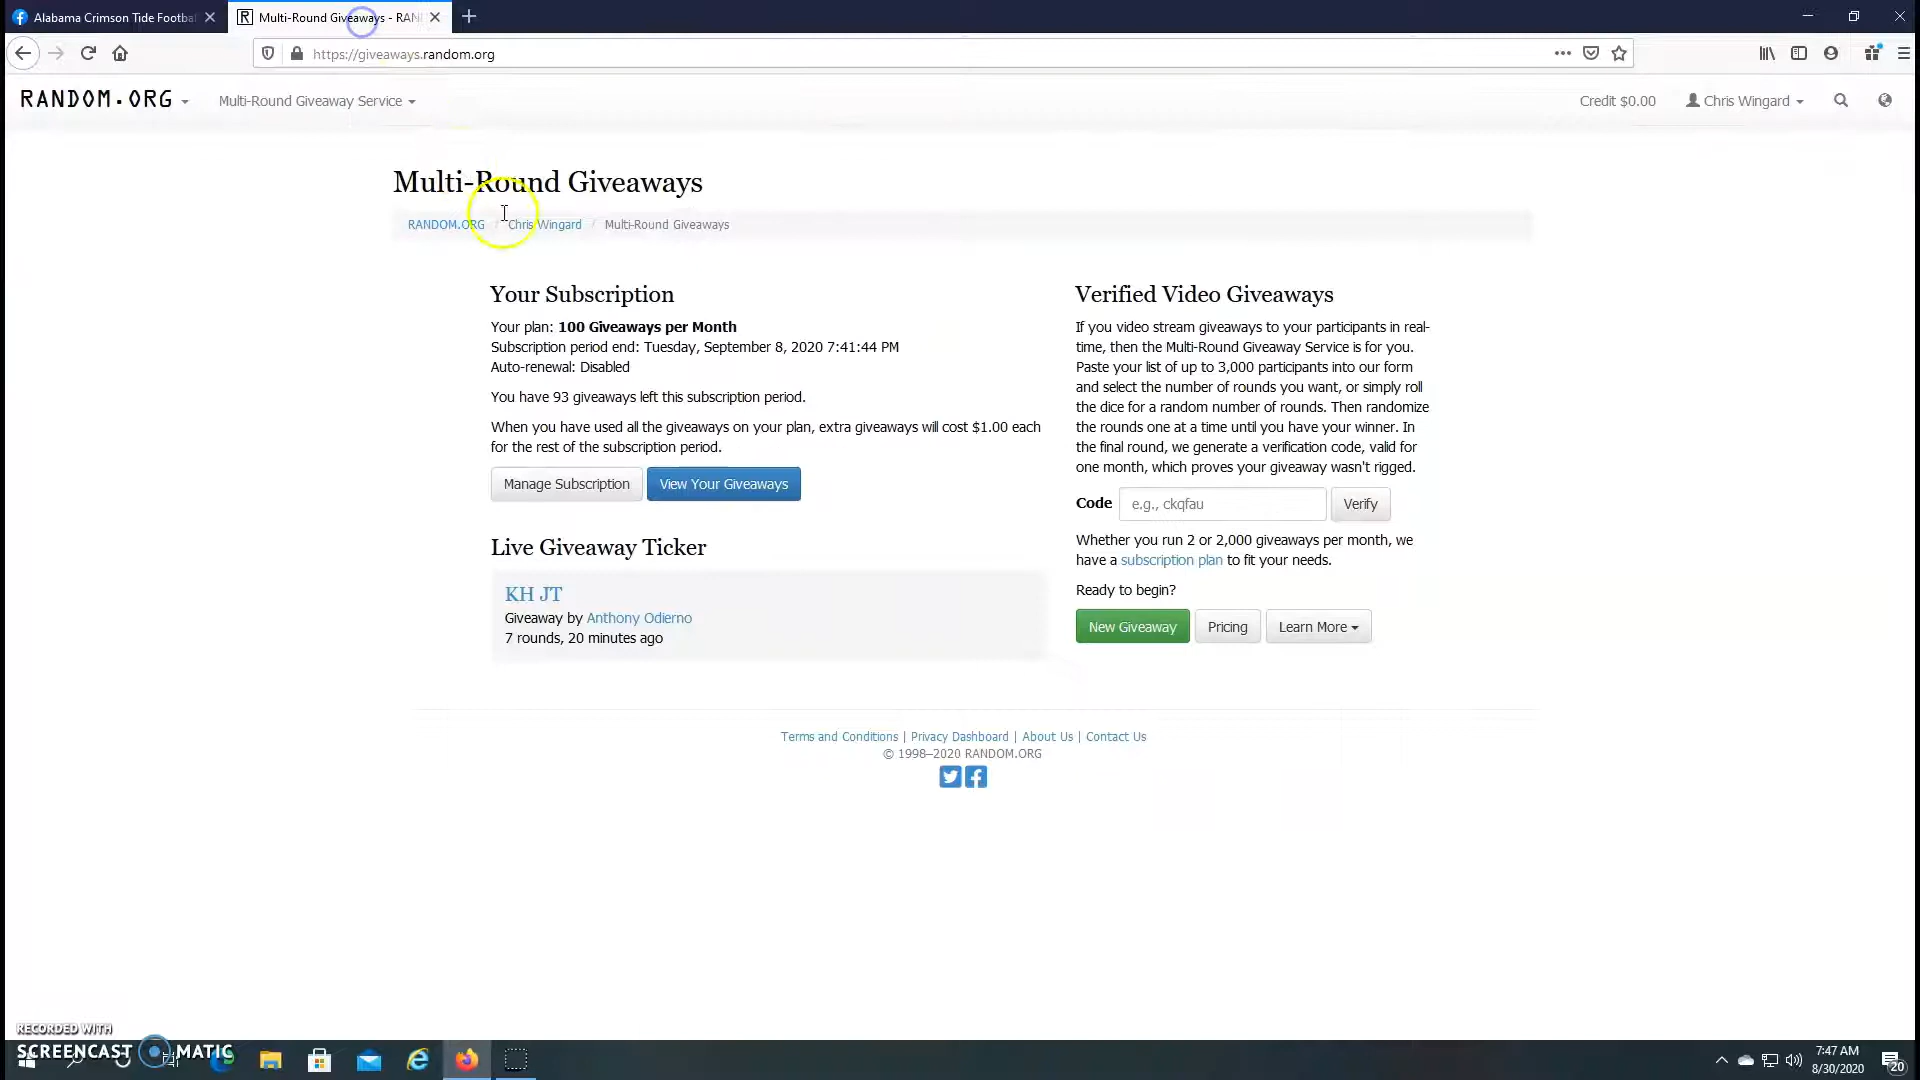 Alabama Crimson Tide Footba
Multi-Round Giveaways - RAN
https://giveaways.random.org
RANDOM.ORG
Multi-Round Giveaway Service
Credit $0.00
Chris Wingard
Multi-Round Giveaways
RANDOM.ORG / Chris Wingard / Multi-Round Giveaways
Your Subscription
Your plan: 100 Giveaways per Month
Subscription period end: Tuesday, September 8, 2020 7:41:44 PM
Auto-renewal: Disabled
You have 93 giveaways left this subscription period.
When you have used all the giveaways on your plan, extra giveaways will cost $1.00 each
for the rest of the subscription period.
Manage Subscription
View Your Giveaways
Live Giveaway Ticker
KH JT
Giveaway by Anthony Odierno
7 rounds, 20 minutes ago
Verified Video Giveaways
If you video stream giveaways to your participants in real-
time, then the Multi-Round Giveaway Service is for you.
Paste your list of up to 3,000 participants into our form
and select the number of rounds you want, or simply roll
the dice for a random number of rounds. Then randomize
the rounds one at a time until you have your winner. In
the final round, we generate a verification code, valid for
one month, which proves your giveaway wasn't rigged.
Code
e.g., ckqfau
Verify
Whether you run 2 or 2,000 giveaways per month, we
have a subscription plan to fit your needs.
Ready to begin?
New Giveaway
Pricing
Learn More
Terms and Conditions | Privacy Dashboard | About Us | Contact Us
© 1998–2020 RANDOM.ORG
RECORDED WITH
SCREENCAST MATIC
7:47 AM
8/30/2020
20